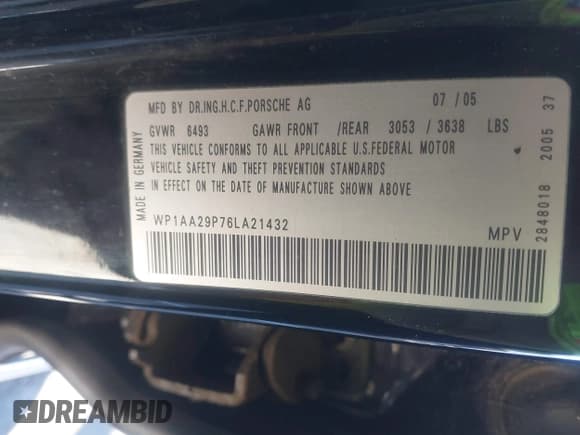 MFD BY DR.ING.H.C.F.PORSCHE AG 07 / 05
GVWR 6493 GAWR FRONT /REAR 3053 / 3638 LBS
THIS VEHICLE CONFORMS TO ALL APPLICABLE U.S.FEDERAL MOTOR
VEHICLE SAFETY AND THEFT PREVENTION STANDARDS
IN EFFECT ON THE DATE OF MANUFACTURE SHOWN ABOVE
WP1AA29P76LA21432
MPV
MADE IN GERMANY
2848018 2005 37
DREAMBID